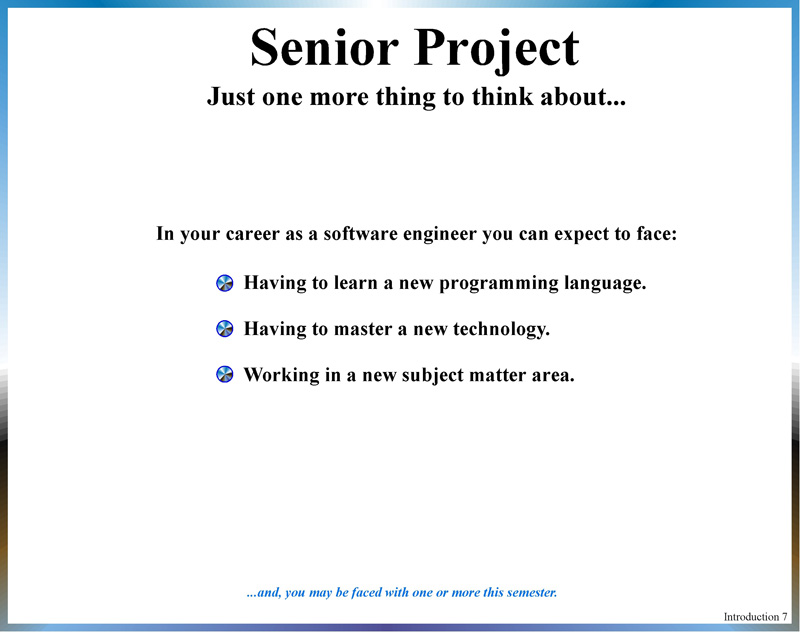 Senior Project
Just one more thing to think about...
In your career as a software engineer you can expect to face:
Having to learn a new programming language.
Having to master a new technology.
Working in a new subject matter area.
...and, you may be faced with one or more this semester.
Introduction 7